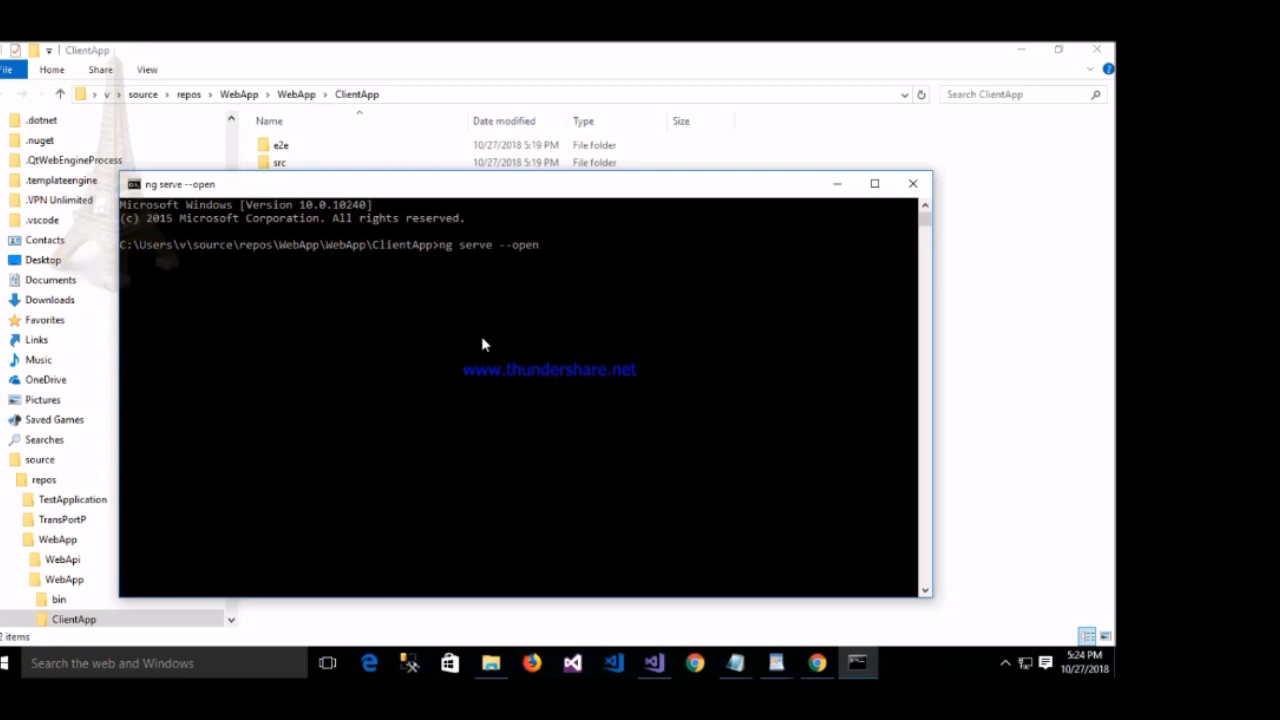 ClientApp
File
Home
Share
View
v
source
repos
WebApp
WebApp
ClientApp
Search ClientApp
.dotnet
.nuget
.QtWebEngineProcess
.templateengine
.VPN Unlimited
.vscode
Contacts
Desktop
Documents
Downloads
Favorites
Links
Music
OneDrive
Pictures
Saved Games
Searches
source
repos
TestApplication
TransPortP
WebApp
WebApi
WebApp
bin
ClientApp
Name
Date modified
Type
Size
e2e
10/27/2018 5:19 PM
File folder
src
10/27/2018 5:19 PM
File folder
ng serve --open
Microsoft Windows [Version 10.0.10240]
(c) 2015 Microsoft Corporation. All rights reserved.
C:\Users\v\source\repos\WebApp\WebApp\ClientApp>ng serve --open
www.thundershare.net
2 items
Search the web and Windows
5:24 PM
10/27/2018